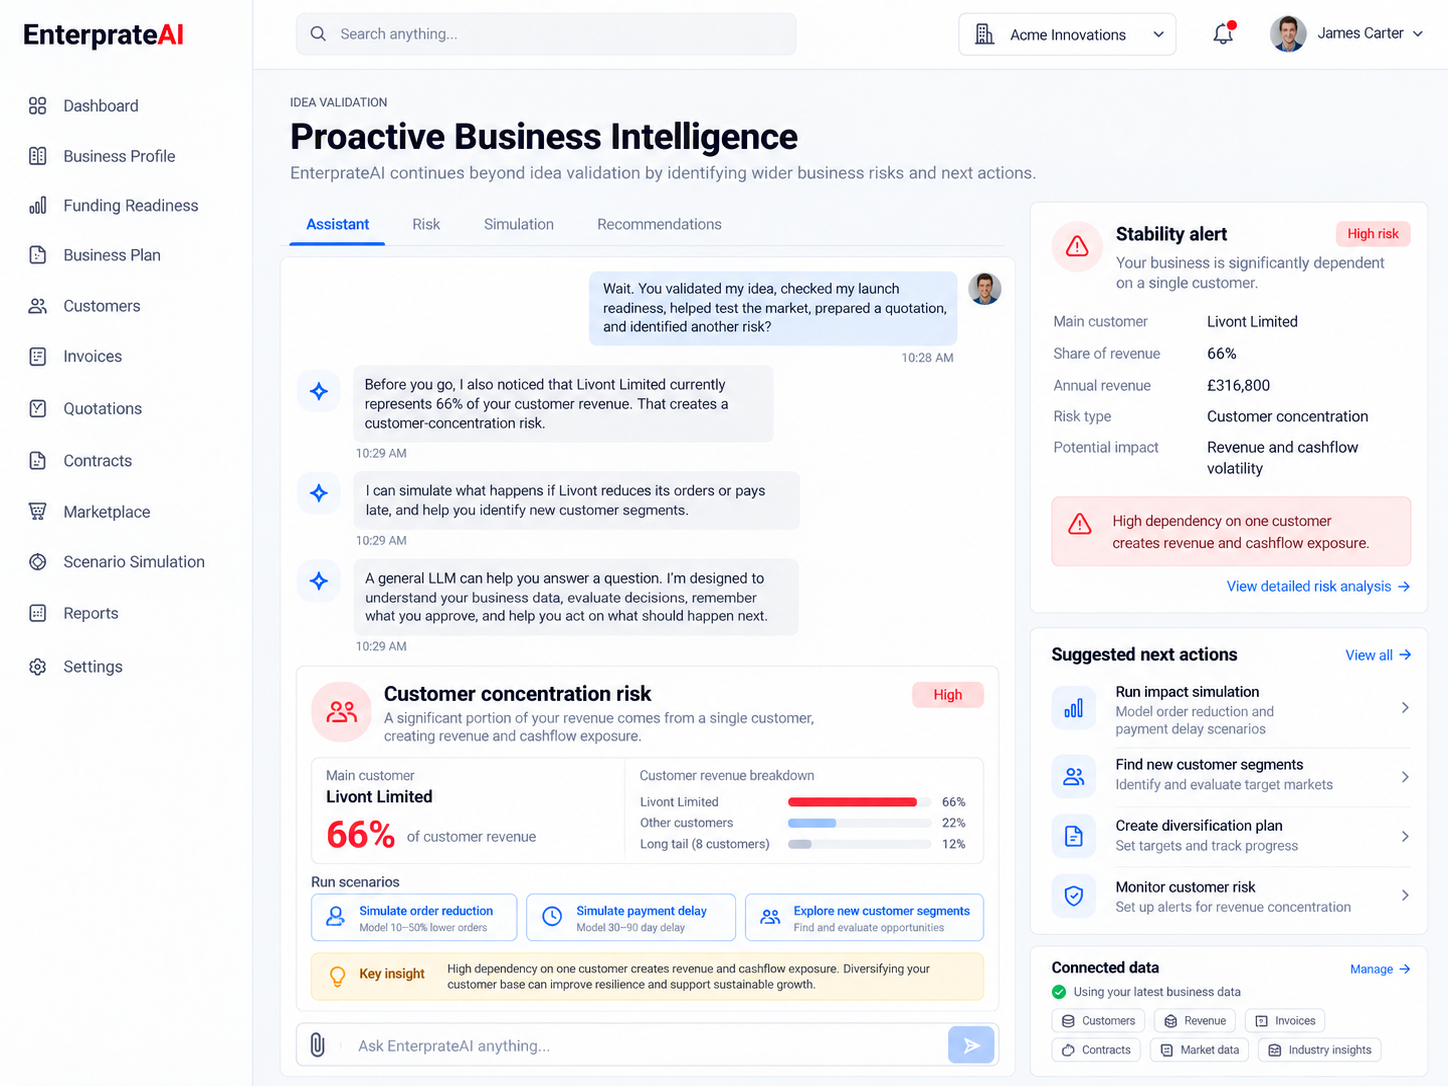 EnterprateAI
Search anything...
Acme Innovations
James Carter
Dashboard
Business Profile
Funding Readiness
Business Plan
Customers
Invoices
Quotations
Contracts
Marketplace
Scenario Simulation
Reports
Settings
IDEA VALIDATION
Proactive Business Intelligence
EnterprateAI continues beyond idea validation by identifying wider business risks and next actions.
Assistant
Risk
Simulation
Recommendations
Wait. You validated my idea, checked my launch
readiness, helped test the market, prepared a quotation,
and identified another risk?
10:28 AM
Before you go, I also noticed that Livont Limited currently
represents 66% of your customer revenue. That creates a
customer-concentration risk.
10:29 AM
I can simulate what happens if Livont reduces its orders or pays
late, and help you identify new customer segments.
10:29 AM
A general LLM can help you answer a question. I'm designed to
understand your business data, evaluate decisions, remember
what you approve, and help you act on what should happen next.
10:29 AM
Customer concentration risk
High
A significant portion of your revenue comes from a single customer,
creating revenue and cashflow exposure.
Main customer
Livont Limited
66% of customer revenue
Customer revenue breakdown
Livont Limited 66%
Other customers 22%
Long tail (8 customers) 12%
Run scenarios
Simulate order reduction
Model 10–50% lower orders
Simulate payment delay
Model 30–90 day delay
Explore new customer segments
Find and evaluate opportunities
Key insight
High dependency on one customer creates revenue and cashflow exposure. Diversifying your
customer base can improve resilience and support sustainable growth.
Ask EnterprateAI anything...
Stability alert
High risk
Your business is significantly dependent
on a single customer.
Main customer Livont Limited
Share of revenue 66%
Annual revenue £316,800
Risk type Customer concentration
Potential impact Revenue and cashflow
volatility
High dependency on one customer
creates revenue and cashflow exposure.
View detailed risk analysis →
Suggested next actions
View all →
Run impact simulation
Model order reduction and
payment delay scenarios
Find new customer segments
Identify and evaluate target markets
Create diversification plan
Set targets and track progress
Monitor customer risk
Set up alerts for revenue concentration
Connected data
Manage →
Using your latest business data
Customers
Revenue
Invoices
Contracts
Market data
Industry insights